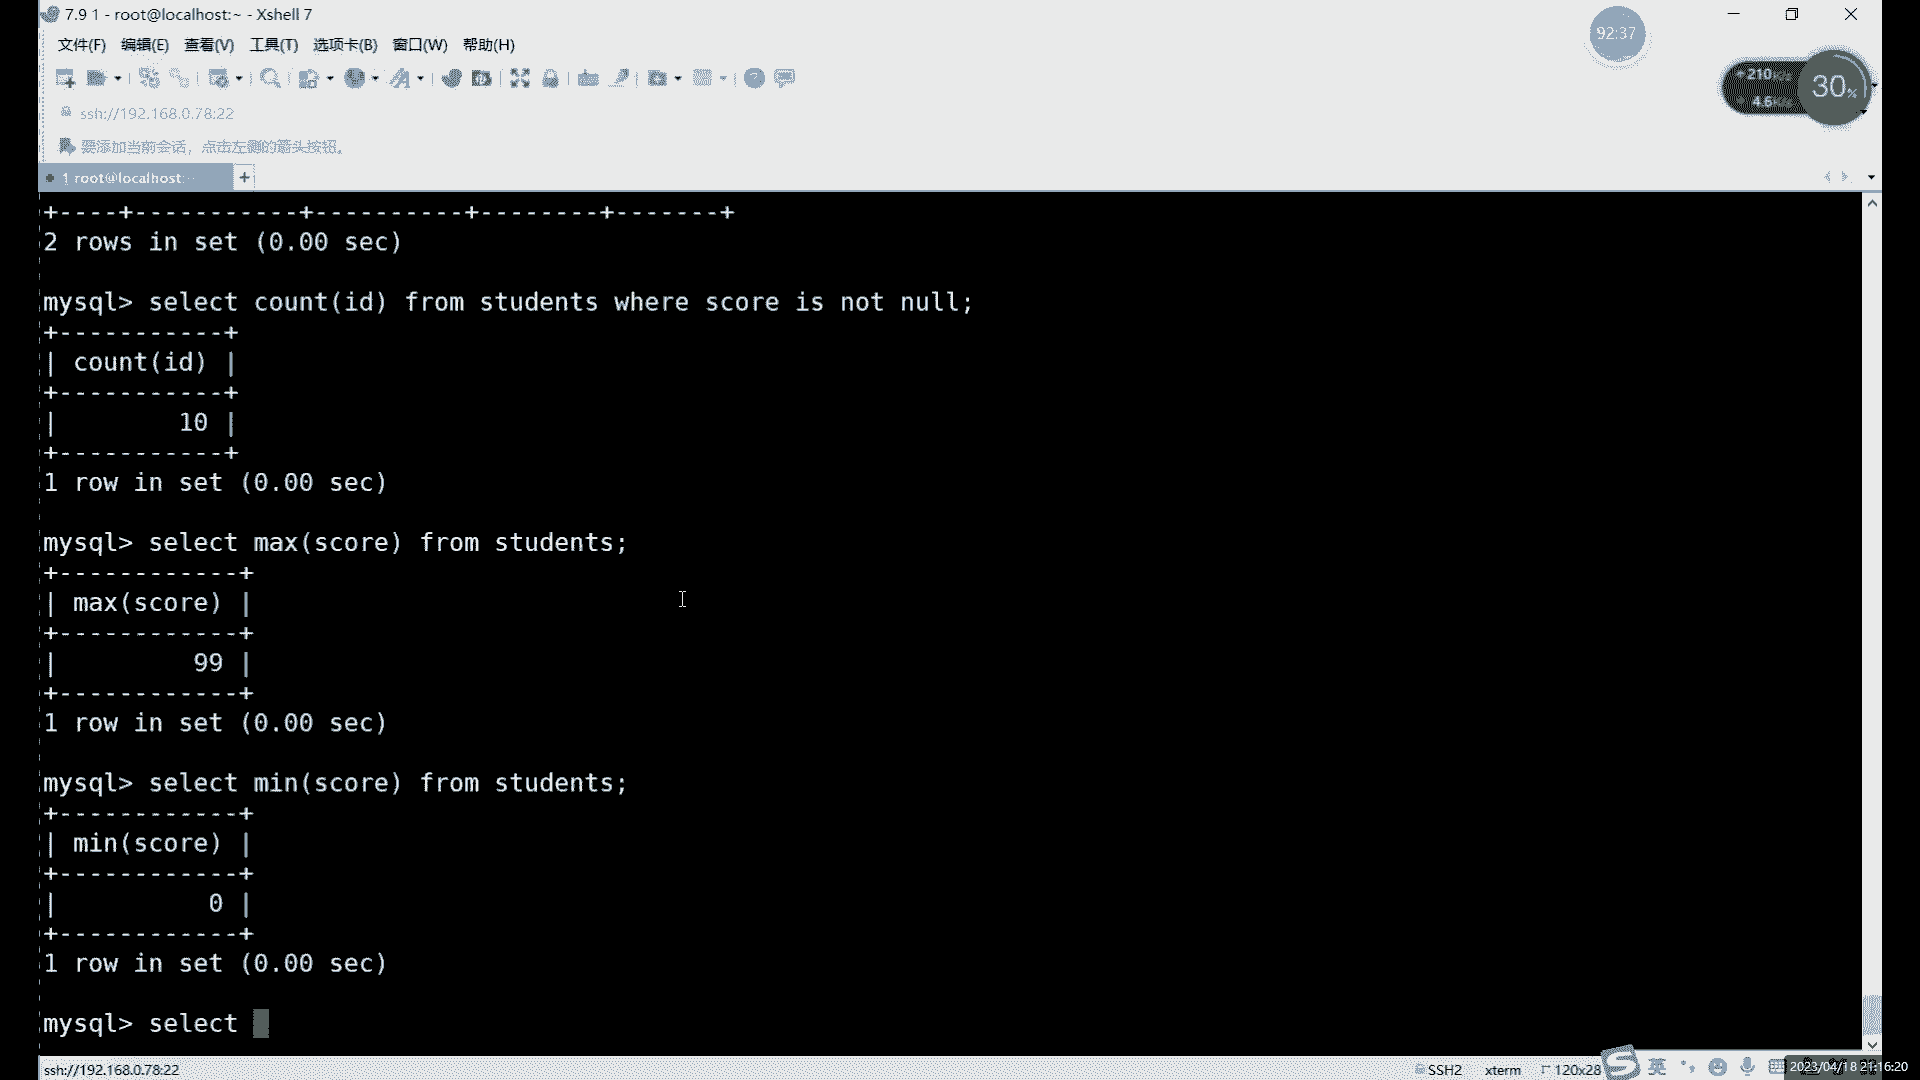 7.9 1 - root@localhost:~ - Xshell 7
92:37
文件(F) 编辑(E) 查看(V) 工具(T) 选项卡(B) 窗口(W) 帮助(H)
210
30%
4.6
ssh://192.168.0.78:22
要添加当前会话，点击左侧的箭头按钮。
1 root@localhost:
+----+-----------+----------+--------+-------+
2 rows in set (0.00 sec)
mysql> select count(id) from students where score is not null;
+-----------+
| count(id) |
+-----------+
|        10 |
+-----------+
1 row in set (0.00 sec)
mysql> select max(score) from students;
+------------+
| max(score) |
+------------+
|         99 |
+------------+
1 row in set (0.00 sec)
mysql> select min(score) from students;
+------------+
| min(score) |
+------------+
|          0 |
+------------+
1 row in set (0.00 sec)
mysql> select
ssh://192.168.0.78:22 SSH2 xterm 120x28 英 2023/04/18 21:16:20